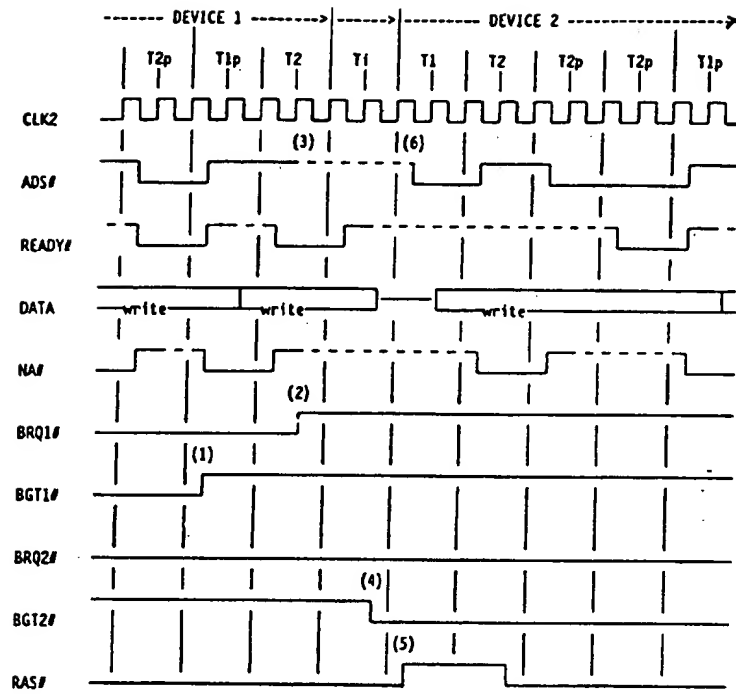 DEVICE 1 DEVICE 2
T2p T1p T2 Ti T1 T2 T2p T2p T1p
CLK2
(3) (6)
ADS#
READY#
DATA write write write
NA#
(2)
BRQ1#
(1)
BGT1#
BRQ2#
(4)
BGT2#
(5)
RAS#